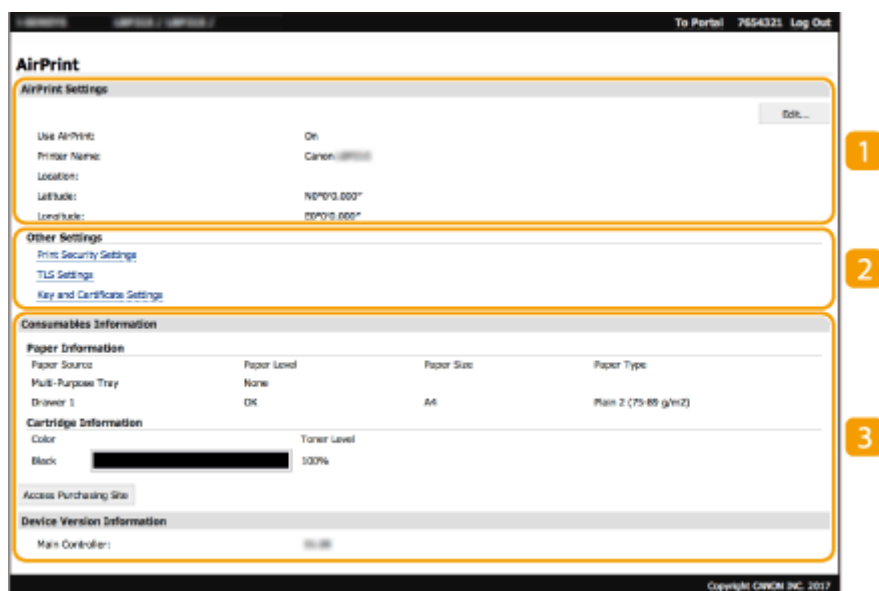 To Portal 7654321 Log Out
AirPrint
AirPrint Settings
Edit...
Use AirPrint: On
Printer Name: Canon
Location:
Latitude: N0°0'0.000"
Longitude: E0°0'0.000"
1
Other Settings
Print Security Settings
TLS Settings
Key and Certificate Settings
2
Consumables Information
Paper Information
Paper Source Paper Level Paper Size Paper Type
Multi-Purpose Tray None
Drawer 1 OK A4 Plain 2 (75-89 g/m2)
Cartridge Information
Color Toner Level
Black 100%
3
Access Purchasing Site
Device Version Information
Main Controller:
Copyright CANON INC. 2017